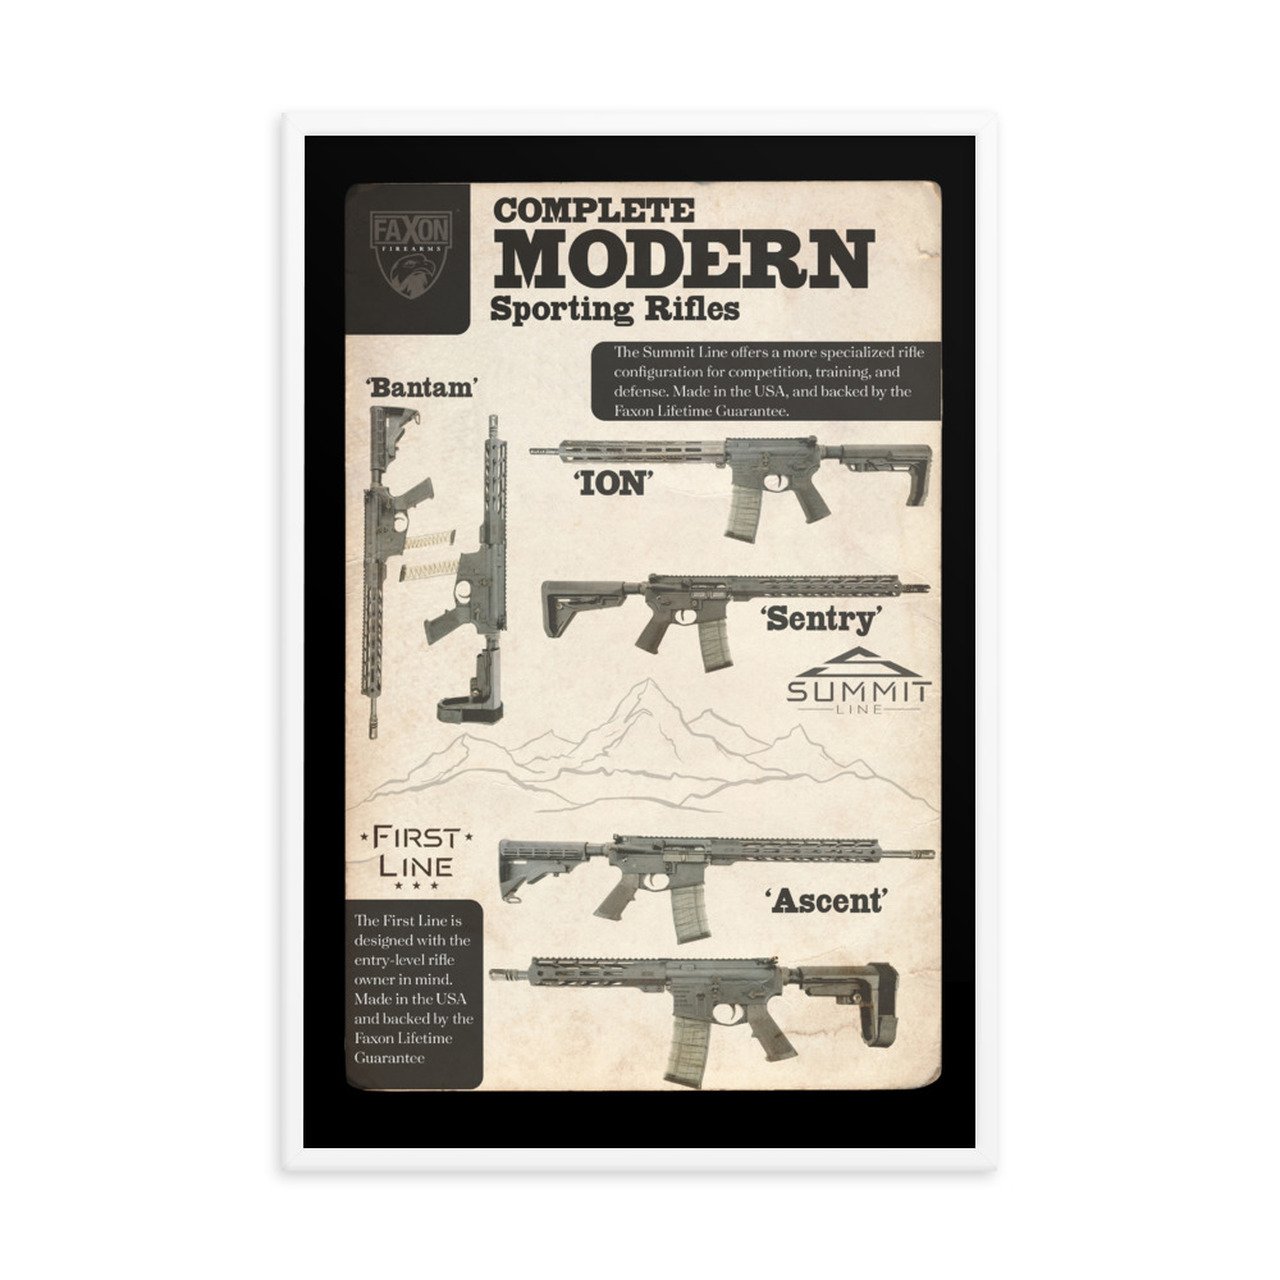 FAXON
FIREARMS
COMPLETE
MODERN
Sporting Rifles
The Summit Line offers a more specialized rifle
configuration for competition, training, and
defense. Made in the USA, and backed by the
Faxon Lifetime Guarantee.
‘Bantam’
‘ION’
‘Sentry’
SUMMIT
LINE
FIRST
LINE
‘Ascent’
The First Line is
designed with the
entry-level rifle
owner in mind.
Made in the USA
and backed by the
Faxon Lifetime
Guarantee